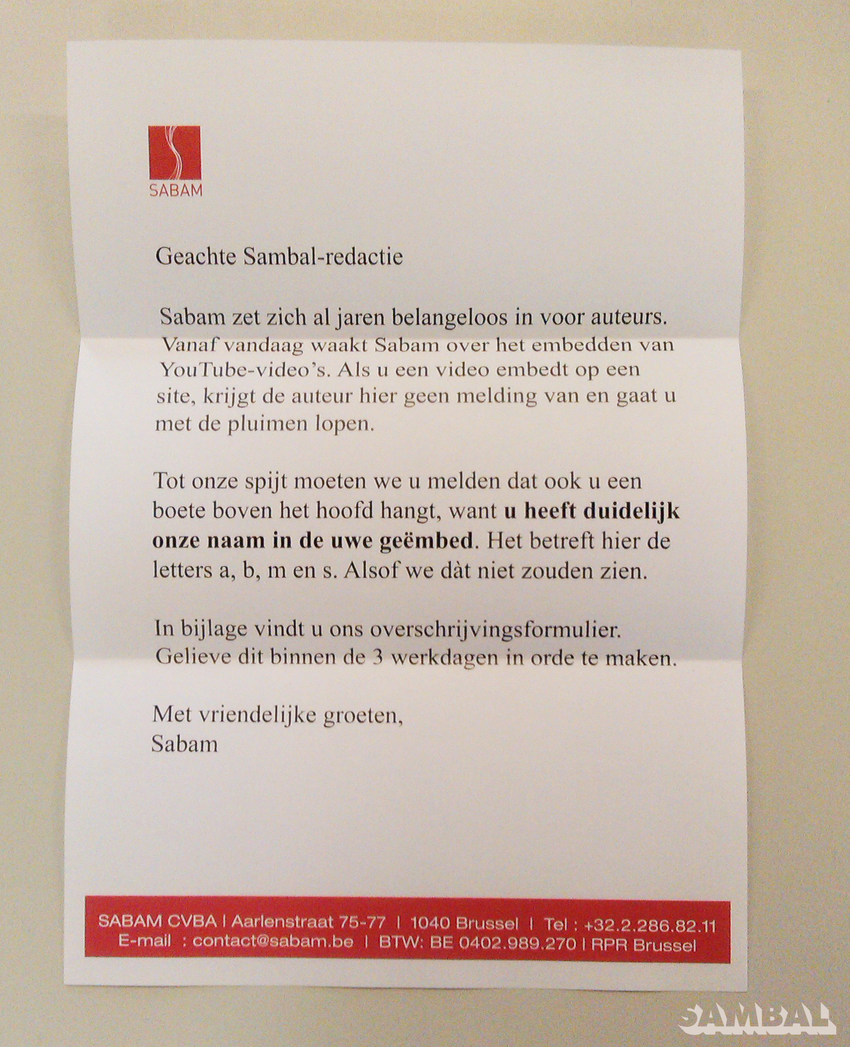 SABAM
Geachte Sambal-redactie
Sabam zet zich al jaren belangeloos in voor auteurs.
Vanaf vandaag waakt Sabam over het embedden van
YouTube-video's. Als u een video embedt op een
site, krijgt de auteur hier geen melding van en gaat u
met de pluimen lopen.
Tot onze spijt moeten we u melden dat ook u een
boete boven het hoofd hangt, want u heeft duidelijk
onze naam in de uwe geëmbed. Het betreft hier de
letters a, b, m en s. Alsof we dàt niet zouden zien.
In bijlage vindt u ons overschrijvingsformulier.
Gelieve dit binnen de 3 werkdagen in orde te maken.
Met vriendelijke groeten,
Sabam
SABAM CVBA | Aarlenstraat 75-77 | 1040 Brussel | Tel : +32.2.286.82.11
E-mail : contact@sabam.be | BTW: BE 0402.989.270 | RPR Brussel
SAMBAL